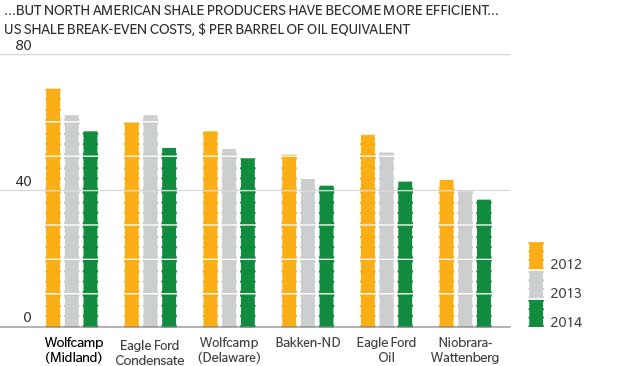 ...BUT NORTH AMERICAN SHALE PRODUCERS HAVE BECOME MORE EFFICIENT...
US SHALE BREAK-EVEN COSTS, $ PER BARREL OF OIL EQUIVALENT
80
40
0
Wolfcamp
(Midland)
Eagle Ford
Condensate
Wolfcamp
(Delaware)
Bakken-ND
Eagle Ford
Oil
Niobrara-
Wattenberg
2012
2013
2014